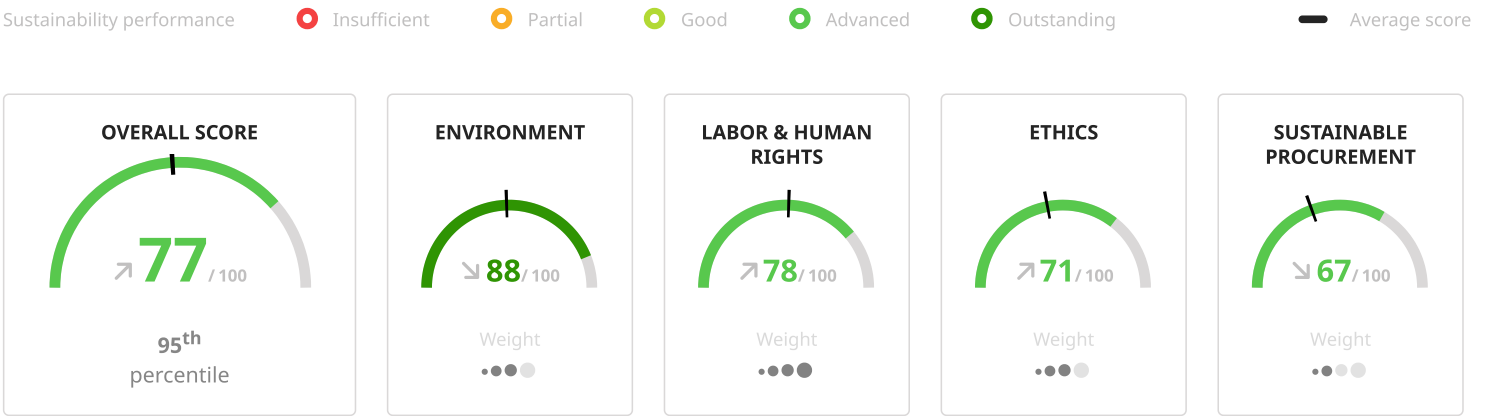 Sustainability performance Insufficient Partial Good Advanced Outstanding Average score
OVERALL SCORE
77 / 100
95th
percentile
ENVIRONMENT
88 / 100
Weight
LABOR & HUMAN
RIGHTS
78 / 100
Weight
ETHICS
71 / 100
Weight
SUSTAINABLE
PROCUREMENT
67 / 100
Weight